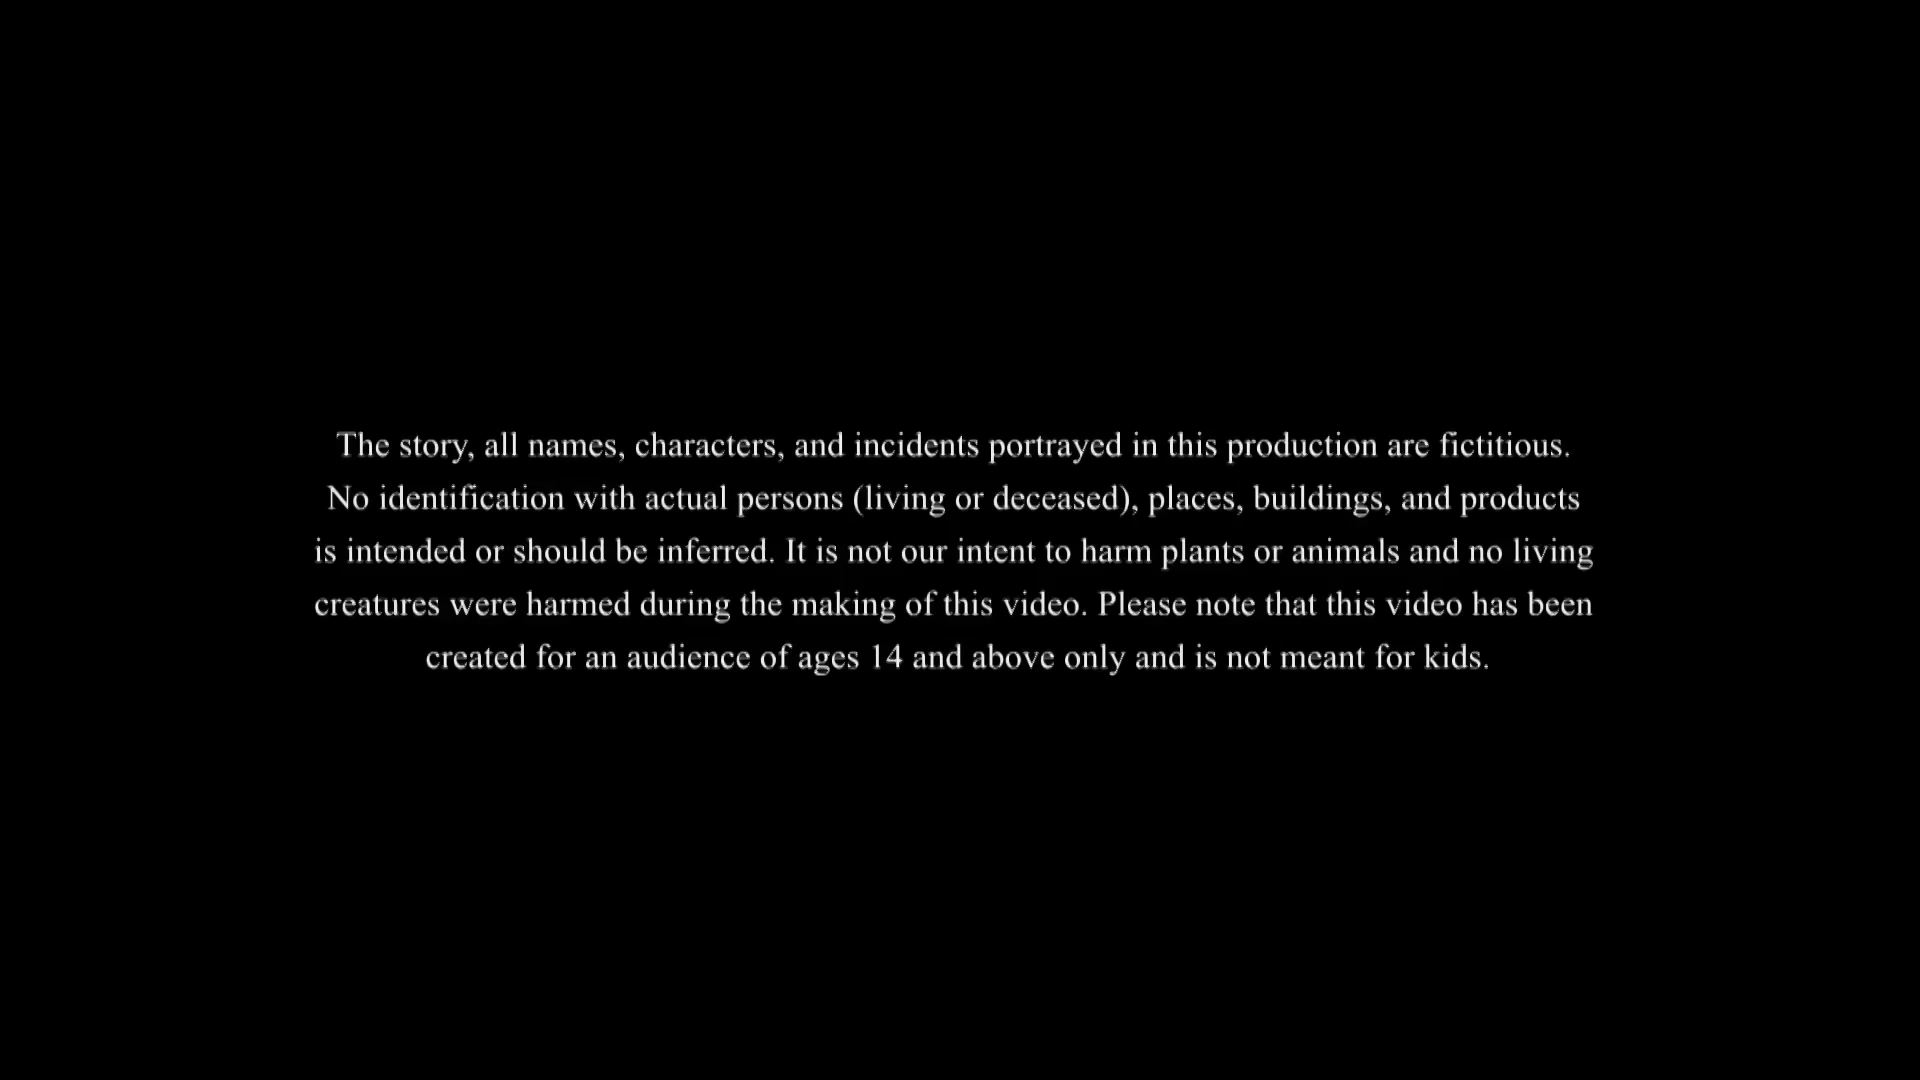 The story, all names, characters, and incidents portrayed in this production are fictitious.
No identification with actual persons (living or deceased), places, buildings, and products
is intended or should be inferred. It is not our intent to harm plants or animals and no living
creatures were harmed during the making of this video. Please note that this video has been
created for an audience of ages 14 and above only and is not meant for kids.